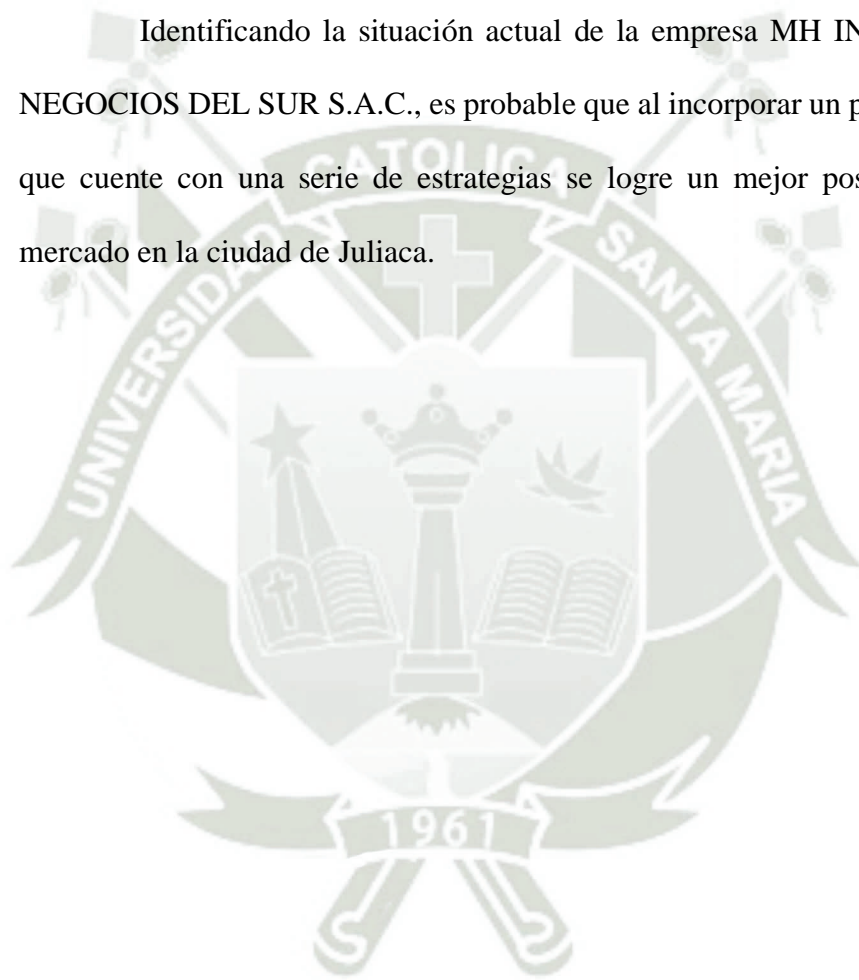 Identificando la situación actual de la empresa MH IN
NEGOCIOS DEL SUR S.A.C., es probable que al incorporar un p
que cuente con una serie de estrategias se logre un mejor pos
mercado en la ciudad de Juliaca.
UNIVERSIDAD CATOLICA SANTA MARIA
1961